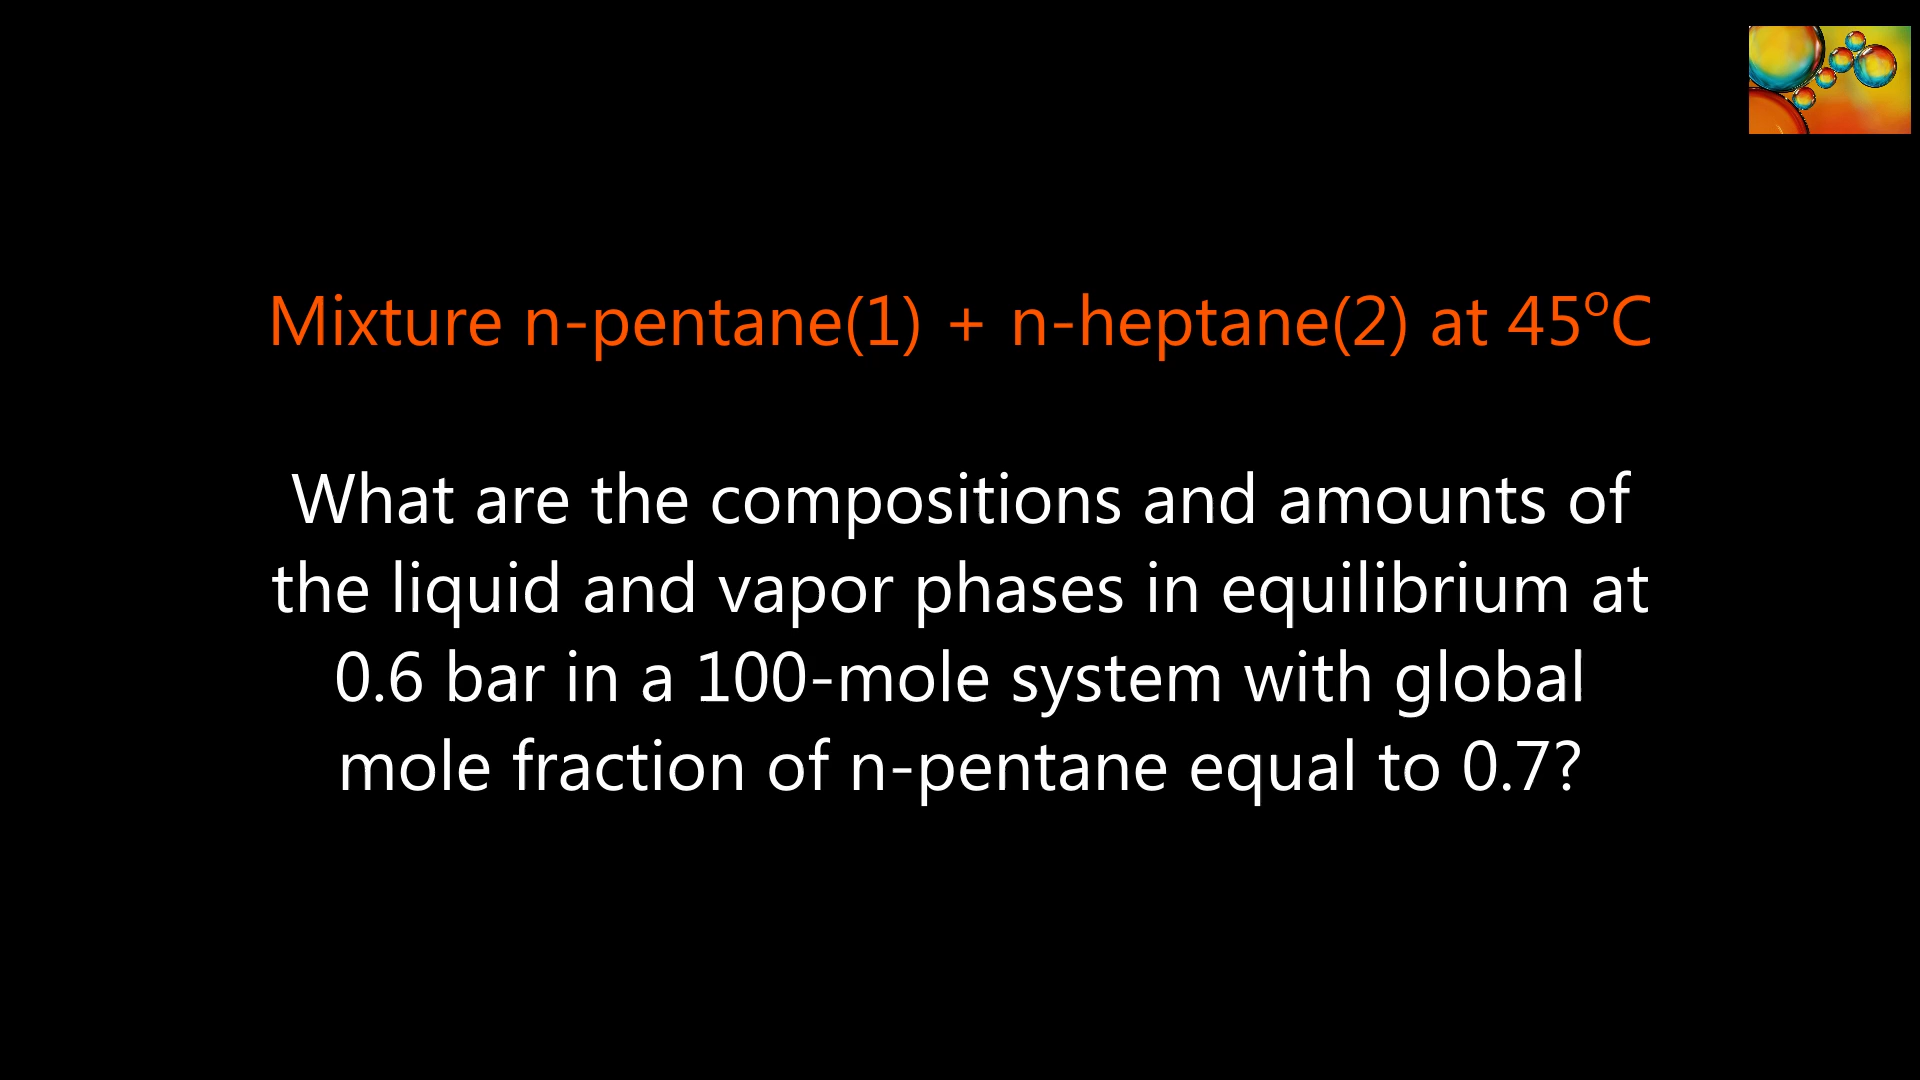 Mixture n-pentane(1) + n-heptane(2) at 45ºC
What are the compositions and amounts of
the liquid and vapor phases in equilibrium at
0.6 bar in a 100-mole system with global
mole fraction of n-pentane equal to 0.7?